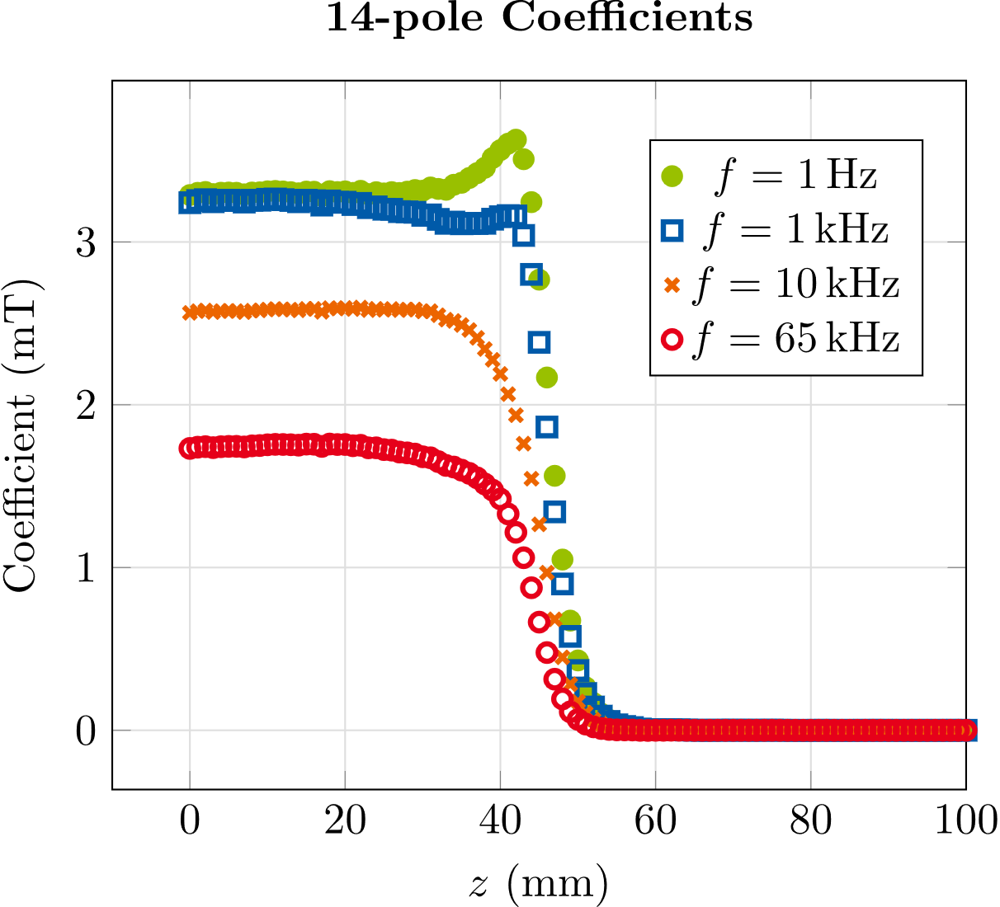 14-pole Coefficients
Coefficient (mT)
3
2
1
0
f = 1 Hz
f = 1 kHz
f = 10 kHz
f = 65 kHz
0 20 40 60 80 100
z (mm)